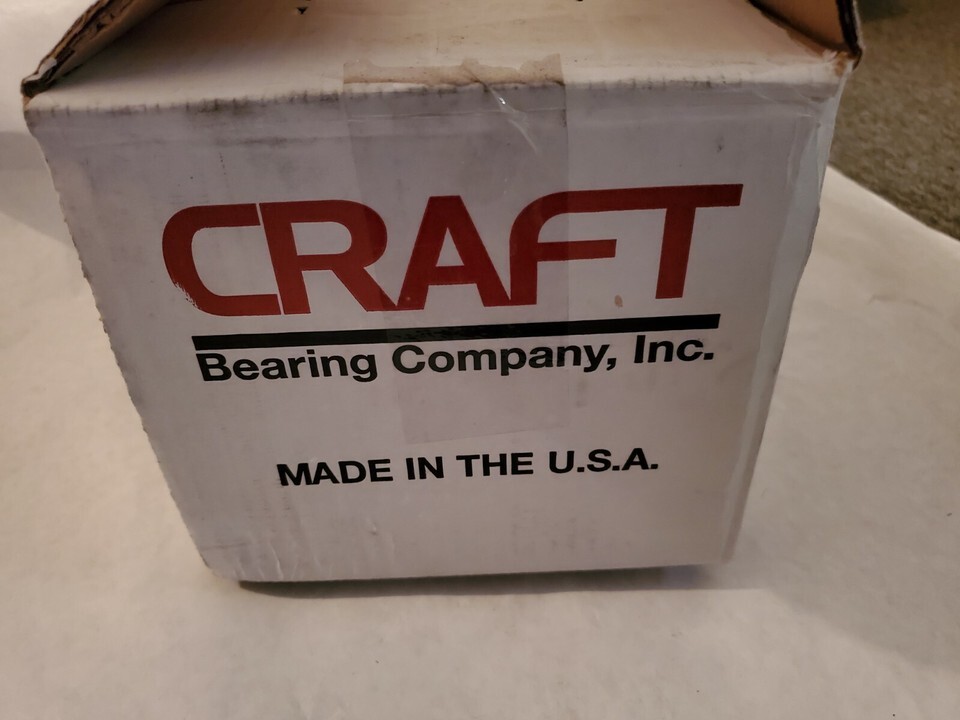 CRAFT
Bearing Company, Inc.
MADE IN THE U.S.A.